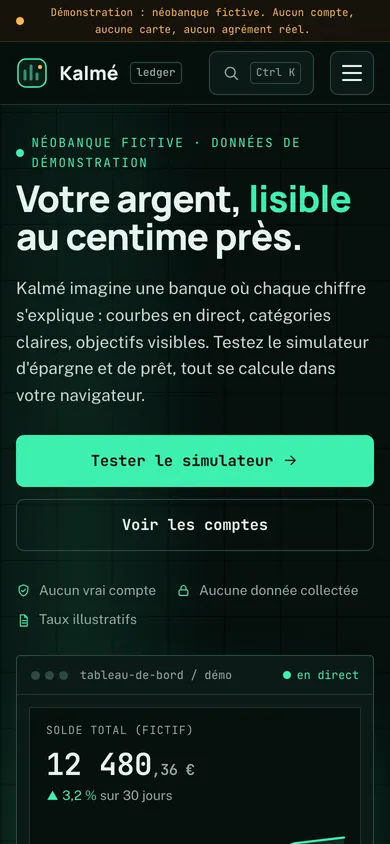 Démonstration : néobanque fictive. Aucun compte,
aucune carte, aucun agrément réel.
Kalmé ledger Ctrl K
NÉOBANQUE FICTIVE · DONNÉES DE
DÉMONSTRATION
Votre argent, lisible
au centime près.
Kalmé imagine une banque où chaque chiffre
s'explique : courbes en direct, catégories
claires, objectifs visibles. Testez le simulateur
d'épargne et de prêt, tout se calcule dans
votre navigateur.
Tester le simulateur →
Voir les comptes
Aucun vrai compte Aucune donnée collectée
Taux illustratifs
tableau-de-bord / démo en direct
SOLDE TOTAL (FICTIF)
12 480,36 €
▲ 3,2 % sur 30 jours